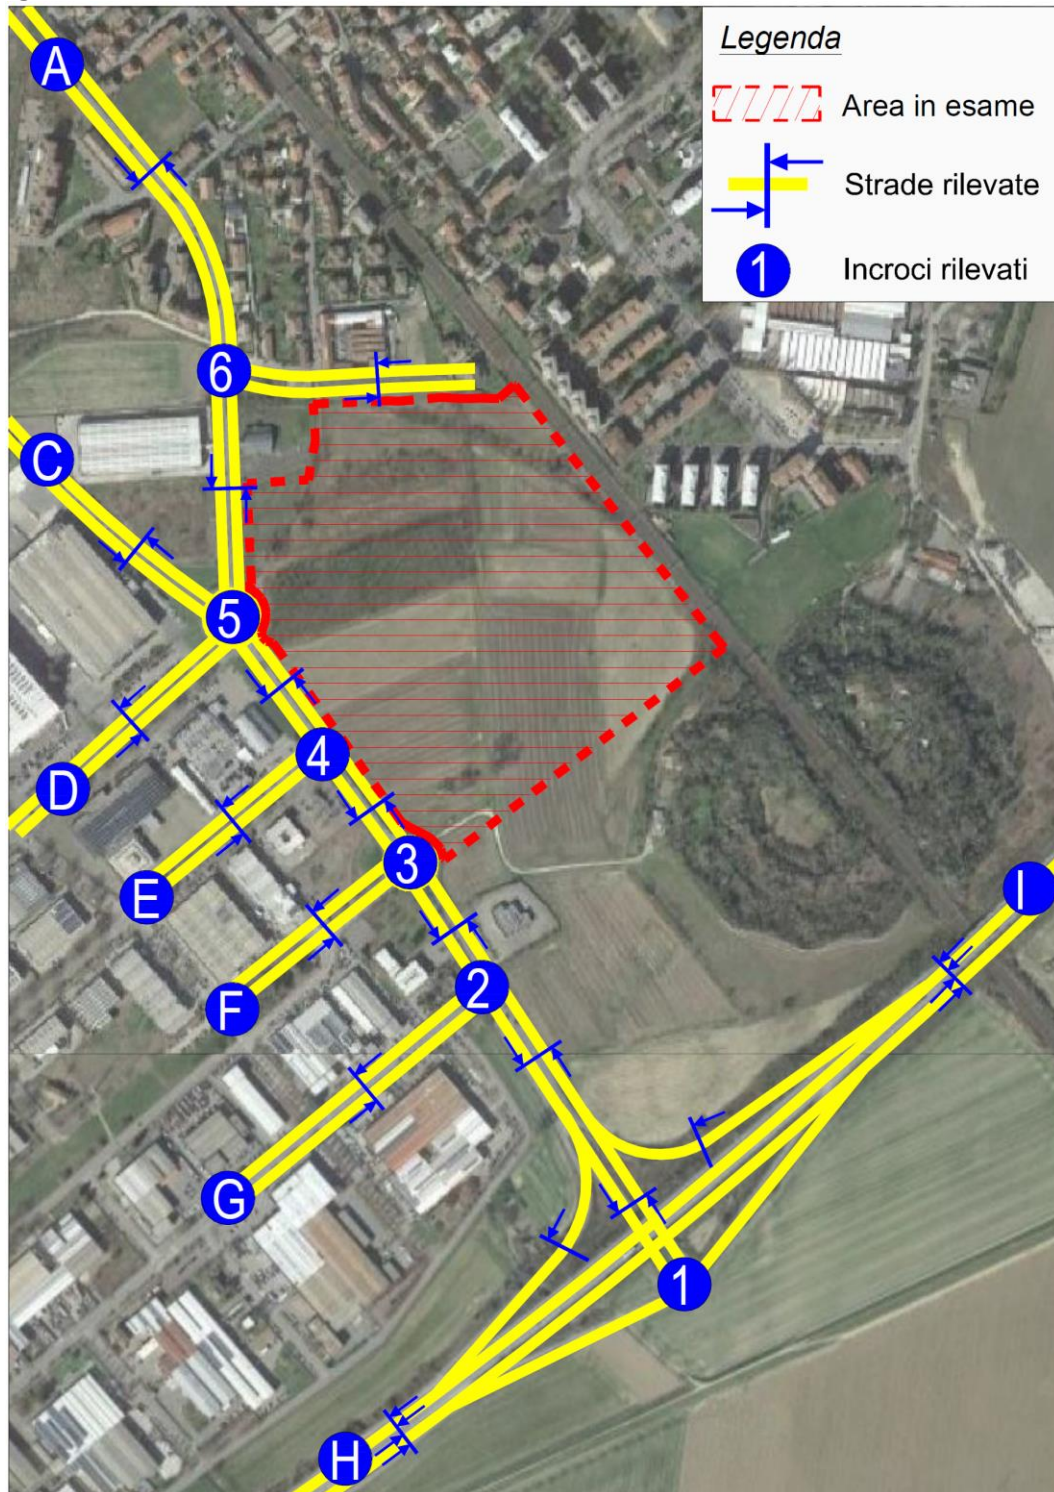 Legenda
Area in esame
Strade rilevate
1
Incroci rilevati
A
6
C
5
4
D
3
E
I
2
F
G
1
H